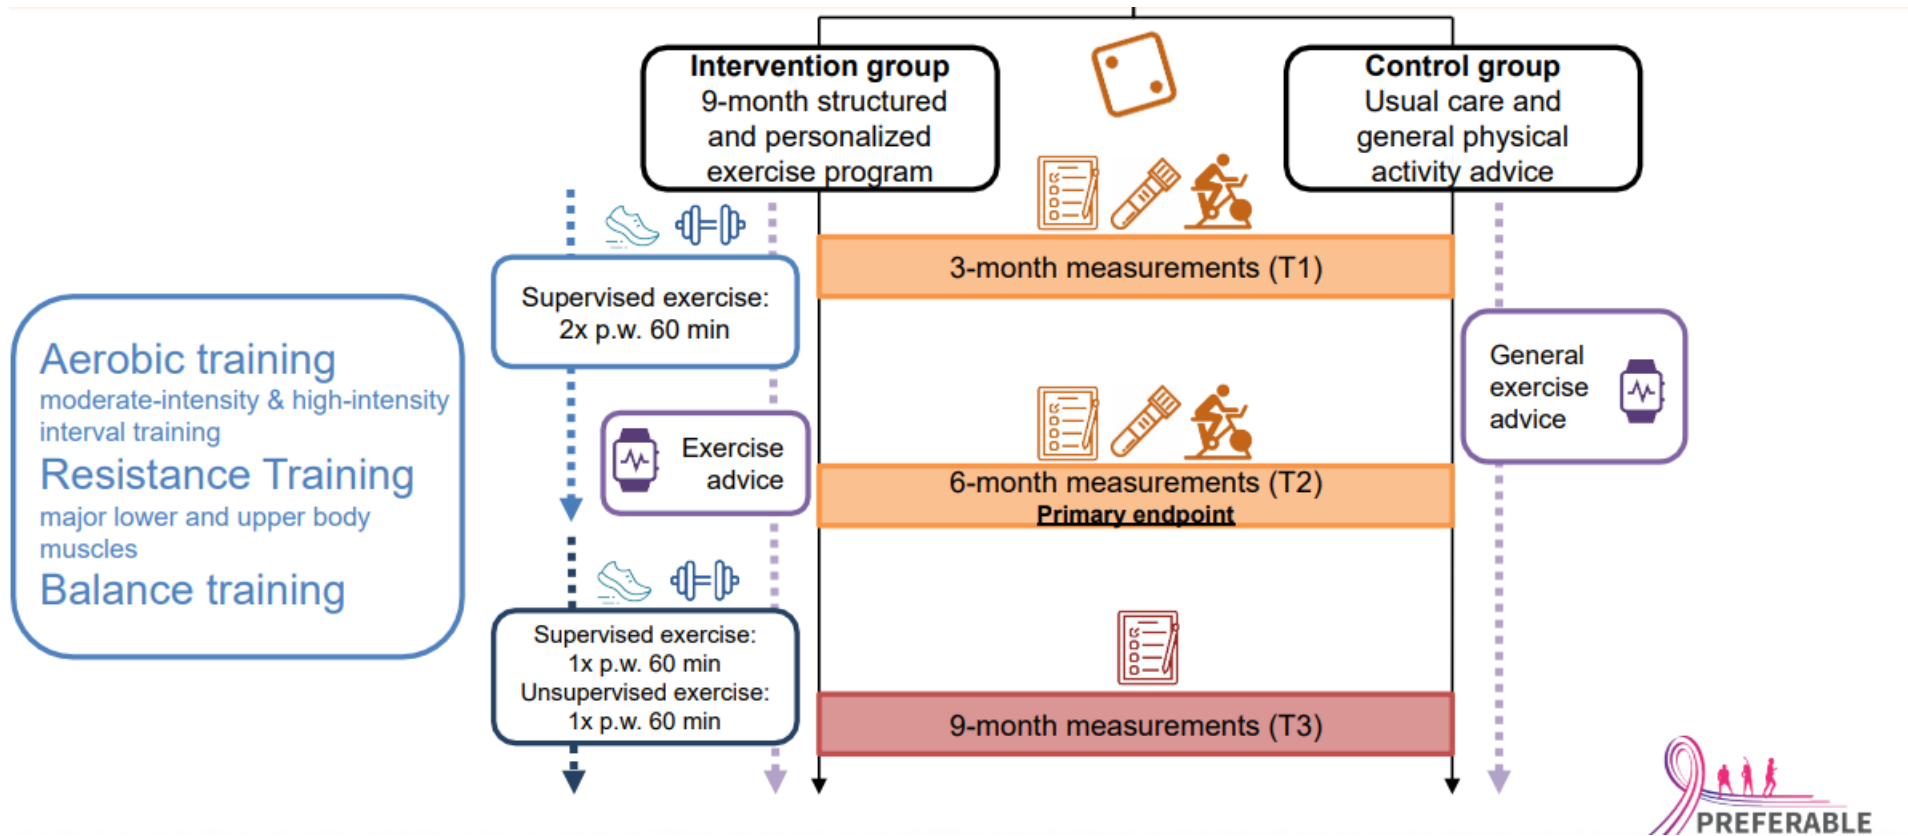 Intervention group
9-month structured
and personalized
exercise program
Control group
Usual care and
general physical
activity advice
3-month measurements (T1)
Supervised exercise:
2x p.w. 60 min
Aerobic training
moderate-intensity & high-intensity
interval training
Resistance Training
major lower and upper body
muscles
Balance training
Exercise
advice
General
exercise
advice
6-month measurements (T2)
Primary endpoint
Supervised exercise:
1x p.w. 60 min
Unsupervised exercise:
1x p.w. 60 min
9-month measurements (T3)
PREFERABLE